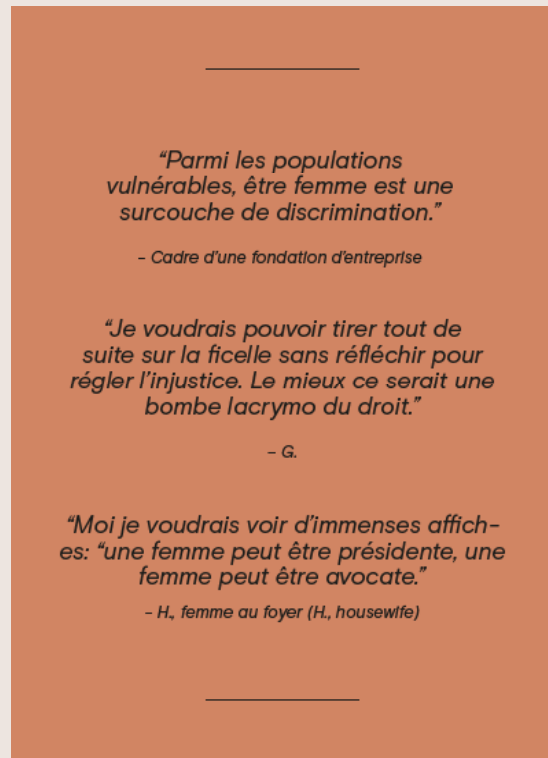 “Parmi les populations
vulnérables, être femme est une
surcouche de discrimination.”
– Cadre d’une fondation d’entreprise
“Je voudrais pouvoir tirer tout de
suite sur la ficelle sans réfléchir pour
régler l’injustice. Le mieux ce serait une
bombe lacrymo du droit.”
– G.
“Moi je voudrais voir d’immenses affich-
es: “une femme peut être présidente, une
femme peut être avocate.”
– H., femme au foyer (H., housewife)